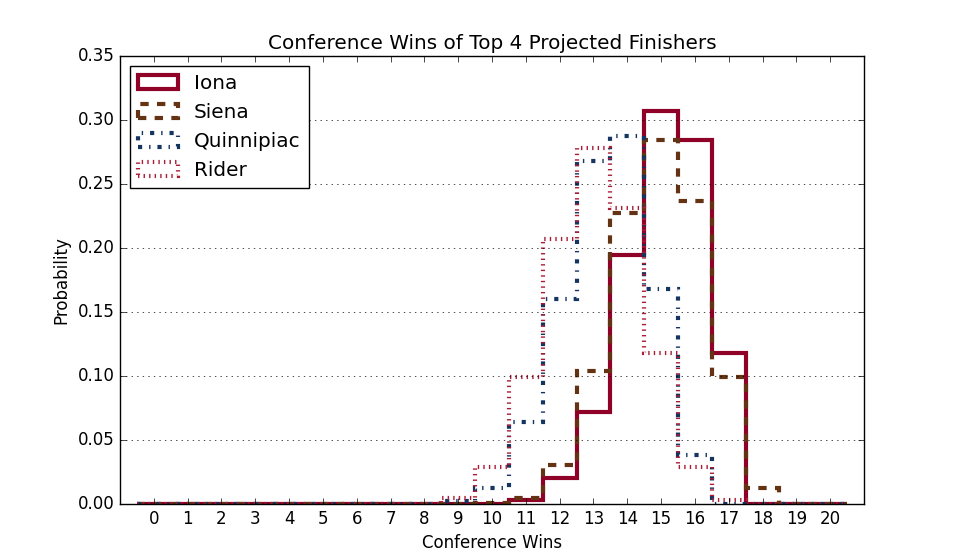 Conference Wins of Top 4 Projected Finishers
Iona
Siena
Quinnipiac
Rider
Probability
0.35
0.30
0.25
0.20
0.15
0.10
0.05
0.00
0 1 2 3 4 5 6 7 8 9 10 11 12 13 14 15 16 17 18 19 20
Conference Wins